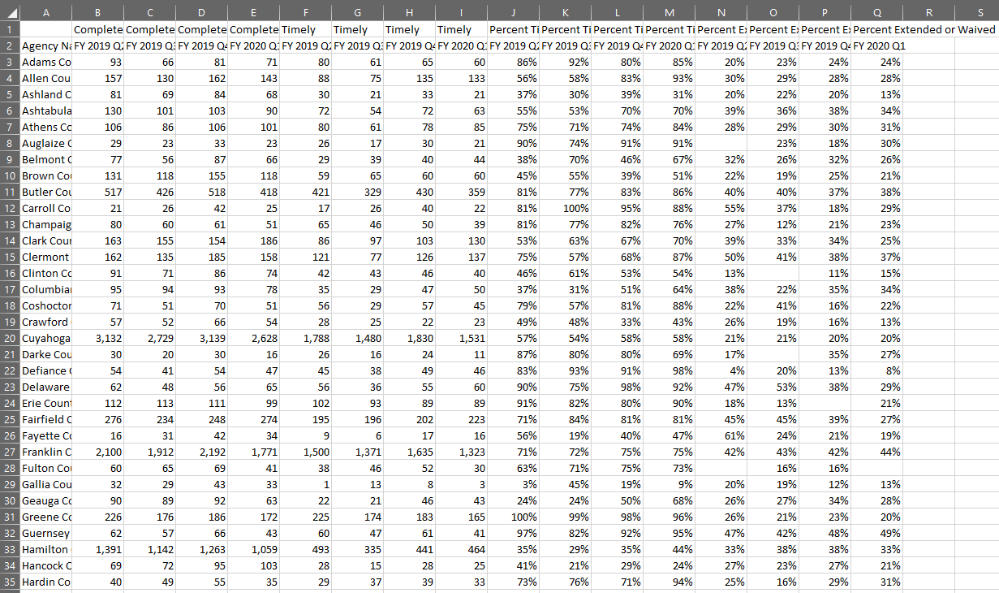 A B C D E F G H I J K L M N O P Q R S
1 Complete Complete Complete Complete Timely Timely Timely Timely Percent Ti Percent Ti Percent Ti Percent Ti Percent Ex Percent Ex Percent Ex Percent Extended or Waived
2 Agency Na FY 2019 Q2 FY 2019 Q3 FY 2019 Q4 FY 2020 Q1 FY 2019 Q2 FY 2019 Q3 FY 2019 Q4 FY 2020 Q1 FY 2019 Q2 FY 2019 Q3 FY 2019 Q4 FY 2020 Q1 FY 2019 Q2 FY 2019 Q3 FY 2019 Q4 FY 2020 Q1
3 Adams Co 93 66 81 71 80 61 65 60 86% 92% 80% 85% 20% 23% 24% 24%
4 Allen Cou 157 130 162 143 88 75 135 133 56% 58% 83% 93% 30% 29% 28% 28%
5 Ashland C 81 69 84 68 30 21 33 21 37% 30% 39% 31% 20% 22% 20% 13%
6 Ashtabula 130 101 103 90 72 54 72 63 55% 53% 70% 70% 39% 36% 38% 34%
7 Athens Co 106 86 106 101 80 61 78 85 75% 71% 74% 84% 28% 29% 30% 31%
8 Auglaize C 29 23 33 23 26 17 30 21 90% 74% 91% 91% 23% 18% 30%
9 Belmont C 77 56 87 66 29 39 40 44 38% 70% 46% 67% 32% 26% 32% 26%
10 Brown Cou 131 118 155 118 59 65 60 60 45% 55% 39% 51% 22% 19% 25% 21%
11 Butler Cou 517 426 518 418 421 329 430 359 81% 77% 83% 86% 40% 40% 37% 38%
12 Carroll Co 21 26 42 25 17 26 40 22 81% 100% 95% 88% 55% 37% 18% 29%
13 Champaig 80 60 61 51 65 46 50 39 81% 77% 82% 76% 27% 12% 21% 23%
14 Clark Coun 163 155 154 186 86 97 103 130 53% 63% 67% 70% 39% 33% 34% 25%
15 Clermont 162 135 185 158 121 77 126 137 75% 57% 68% 87% 50% 41% 38% 37%
16 Clinton Co 91 71 86 74 42 43 46 40 46% 61% 53% 54% 13% 11% 15%
17 Columbian 95 94 93 78 35 29 47 50 37% 31% 51% 64% 38% 22% 35% 34%
18 Coshocton 71 51 70 51 56 29 57 45 79% 57% 81% 88% 22% 41% 16% 22%
19 Crawford 57 52 66 54 28 25 22 23 49% 48% 33% 43% 26% 19% 16% 13%
20 Cuyahoga 3,132 2,729 3,139 2,628 1,788 1,480 1,830 1,531 57% 54% 58% 58% 21% 21% 20% 20%
21 Darke Cou 30 20 30 16 26 16 24 11 87% 80% 80% 69% 17% 35% 27%
22 Defiance C 54 41 54 47 45 38 49 46 83% 93% 91% 98% 4% 20% 13% 8%
23 Delaware 62 48 56 65 56 36 55 60 90% 75% 98% 92% 47% 53% 38% 29%
24 Erie Count 112 113 111 99 102 93 89 89 91% 82% 80% 90% 18% 13% 21%
25 Fairfield C 276 234 248 274 195 196 202 223 71% 84% 81% 81% 45% 45% 39% 27%
26 Fayette Co 16 31 42 34 9 6 17 16 56% 19% 40% 47% 61% 24% 21% 19%
27 Franklin C 2,100 1,912 2,192 1,771 1,500 1,371 1,635 1,323 71% 72% 75% 75% 42% 43% 42% 44%
28 Fulton Cou 60 65 69 41 38 46 52 30 63% 71% 75% 73% 16% 16%
29 Gallia Cou 32 29 43 33 1 13 8 3 3% 45% 19% 9% 20% 19% 12% 13%
30 Geauga Co 90 89 92 63 22 21 46 43 24% 24% 50% 68% 26% 27% 34% 28%
31 Greene Co 226 176 186 172 225 174 183 165 100% 99% 98% 96% 26% 21% 23% 20%
32 Guernsey 62 57 66 43 60 47 61 41 97% 82% 92% 95% 47% 42% 48% 49%
33 Hamilton 1,391 1,142 1,263 1,059 493 335 441 464 35% 29% 35% 44% 33% 38% 38% 33%
34 Hancock C 69 72 95 103 28 15 28 25 41% 21% 29% 24% 27% 23% 27% 21%
35 Hardin Co 40 49 55 35 29 37 39 33 73% 76% 71% 94% 25% 16% 29% 31%